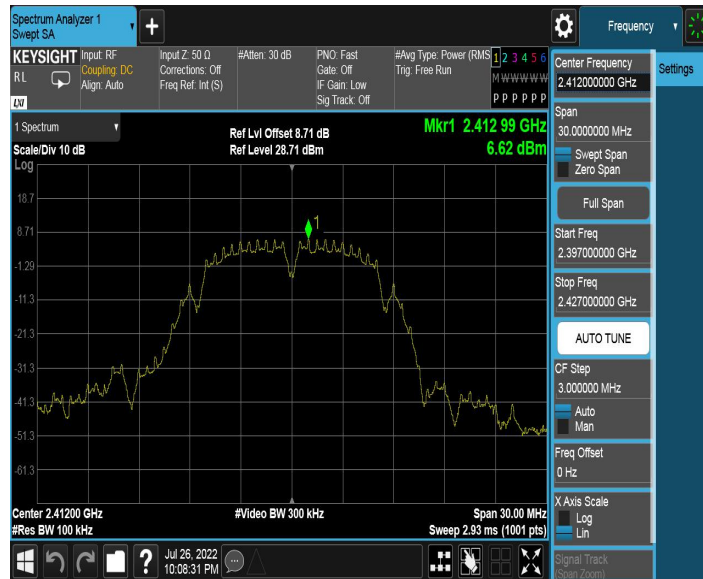 Spectrum Analyzer 1
Swept SA
Frequency
KEYSIGHT
RL
LXI
Input: RF
Coupling: DC
Align: Auto
Input Z: 50 Ω
Corrections: Off
Freq Ref: Int (S)
#Atten: 30 dB
PNO: Fast
Gate: Off
IF Gain: Low
Sig Track: Off
#Avg Type: Power (RMS
Trig: Free Run
1 2 3 4 5 6
M W W W W W
P P P P P P
1 Spectrum
Scale/Div 10 dB
Ref Lvl Offset 8.71 dB
Ref Level 28.71 dBm
Mkr1 2.412 99 GHz
6.62 dBm
Log
18.7
8.71
-1.29
-11.3
-21.3
-31.3
-41.3
-51.3
-61.3
1
Center 2.41200 GHz
#Res BW 100 kHz
#Video BW 300 kHz
Span 30.00 MHz
Sweep 2.93 ms (1001 pts)
Jul 26, 2022
10:08:31 PM
Center Frequency
2.412000000 GHz
Span
30.0000000 MHz
Swept Span
Zero Span
Full Span
Start Freq
2.397000000 GHz
Stop Freq
2.427000000 GHz
AUTO TUNE
CF Step
3.000000 MHz
Auto
Man
Freq Offset
0 Hz
X Axis Scale
Log
Lin
Signal Track
(Span Zoom)
Settings